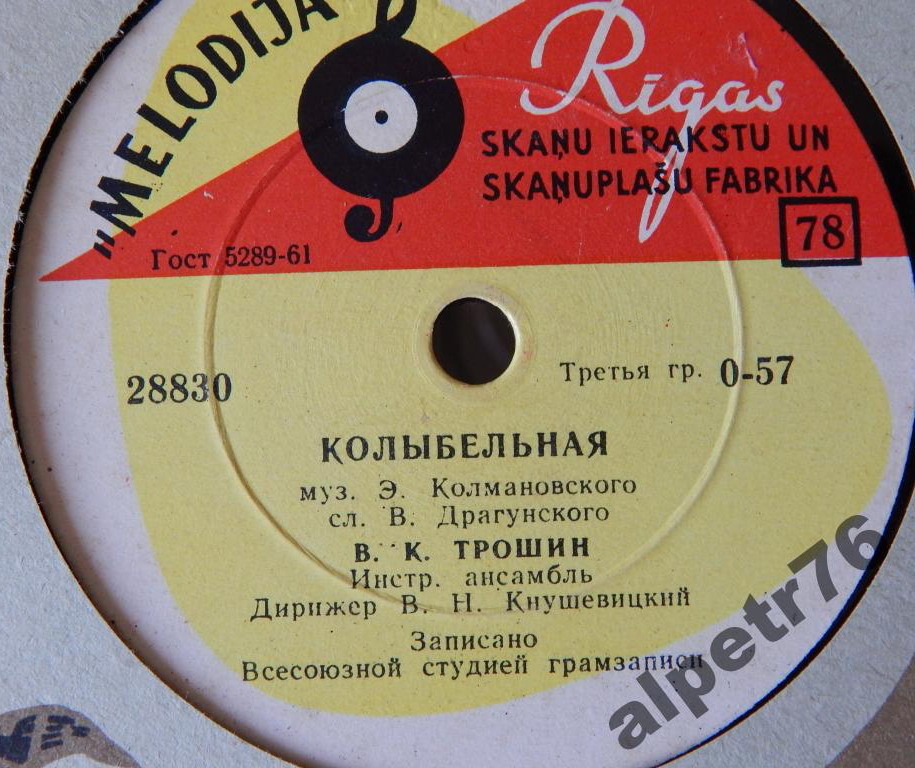 "MELODIJA
Rīgas
SKAŅU IERAKSTU UN
SKAŅUPLAŠU FABRIKA
78
Гост 5289-61
28830
Третья гр. 0-57
КОЛЫБЕЛЬНАЯ
муз. Э. Колмановского
сл. В. Драгунского
В. К. ТРОШИН
Инстр. ансамбль
Дирижер В. Н. Кнушевицкий
Записано
Всесоюзной студией грамзаписи
alpetr76